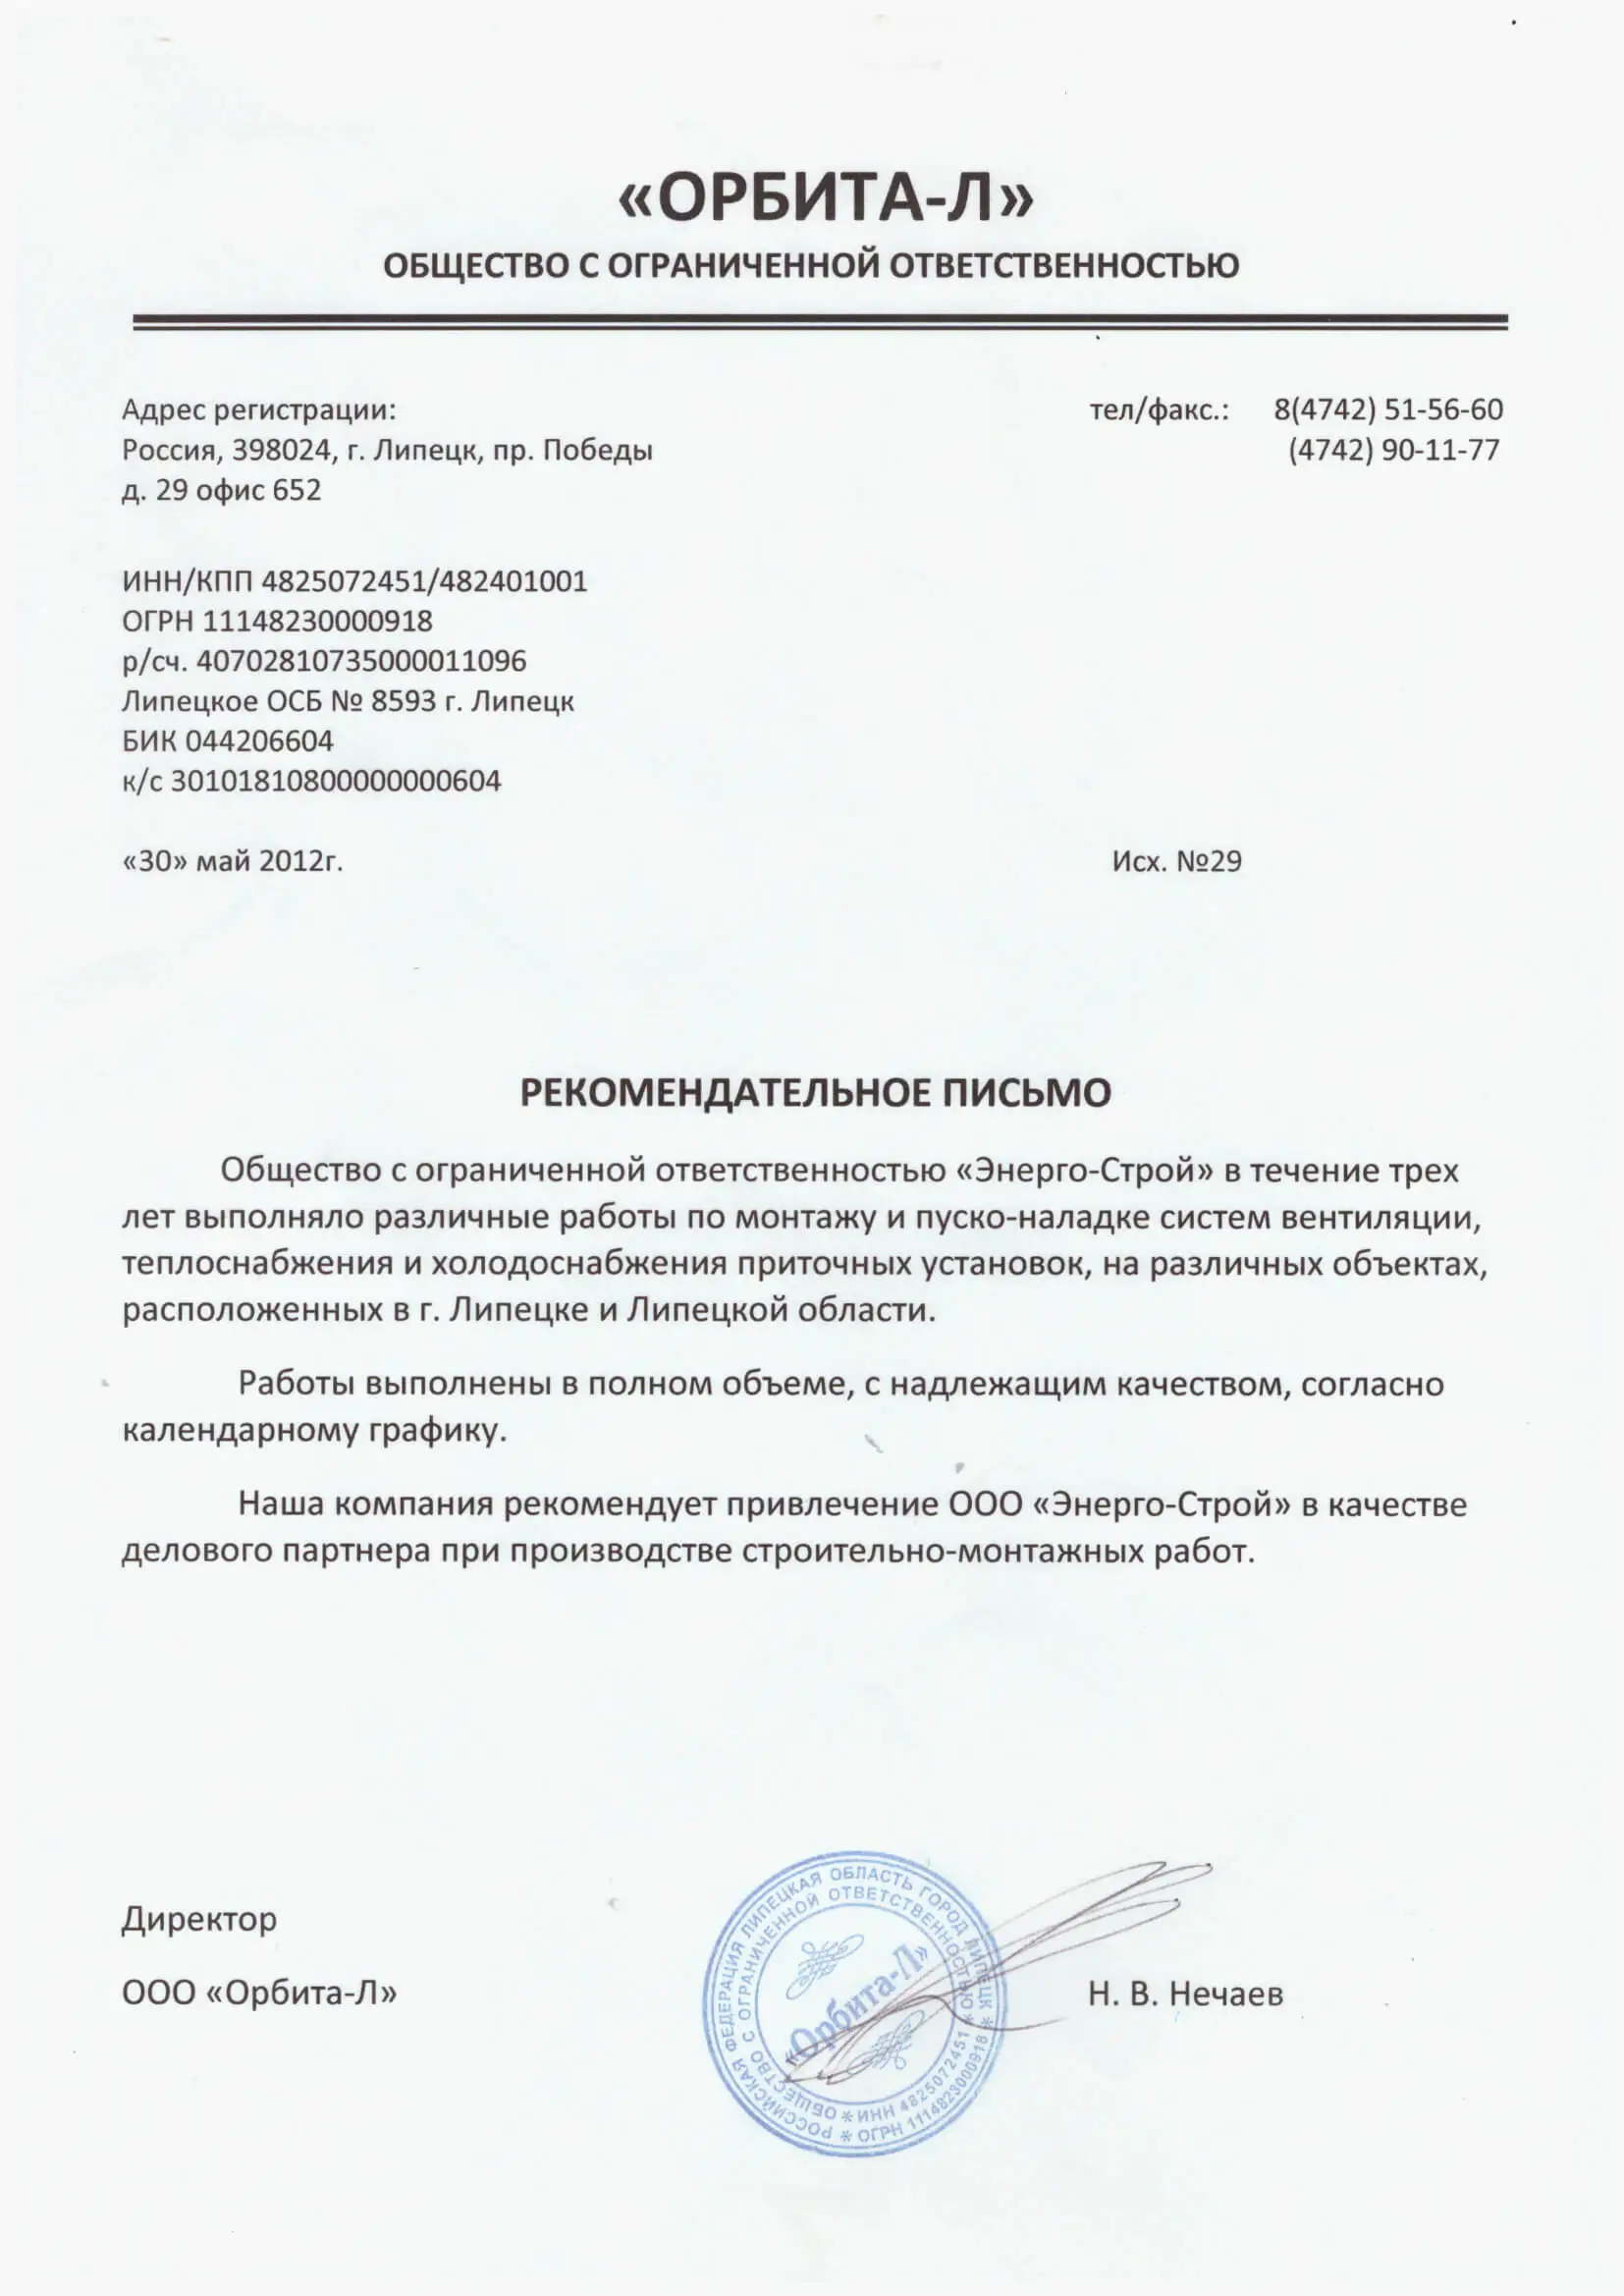 «ОРБИТА-Л»
ОБЩЕСТВО С ОГРАНИЧЕННОЙ ОТВЕТСТВЕННОСТЬЮ
Адрес регистрации:
Россия, 398024, г. Липецк, пр. Победы
д. 29 офис 652
тел/факс.: 8(4742) 51-56-60
(4742) 90-11-77
ИНН/КПП 4825072451/482401001
ОГРН 11148230000918
р/сч. 40702810735000011096
Липецкое ОСБ № 8593 г. Липецк
БИК 044206604
к/с 30101810800000000604
«30» май 2012г. Исх. №29
РЕКОМЕНДАТЕЛЬНОЕ ПИСЬМО
Общество с ограниченной ответственностью «Энерго-Строй» в течение трех
лет выполняло различные работы по монтажу и пуско-наладке систем вентиляции,
теплоснабжения и холодоснабжения приточных установок, на различных объектах,
расположенных в г. Липецке и Липецкой области.
Работы выполнены в полном объеме, с надлежащим качеством, согласно
календарному графику.
Наша компания рекомендует привлечение ООО «Энерго-Строй» в качестве
делового партнера при производстве строительно-монтажных работ.
Директор
ООО «Орбита-Л»
Н. В. Нечаев
РОССИЙСКАЯ ФЕДЕРАЦИЯ ЛИПЕЦКАЯ ОБЛАСТЬ ГОРОД ЛИПЕЦК * ОГРН 1114823000918 *
ОБЩЕСТВО С ОГРАНИЧЕННОЙ ОТВЕТСТВЕННОСТЬЮ * ИНН 4825072451 *
«Орбита-Л»